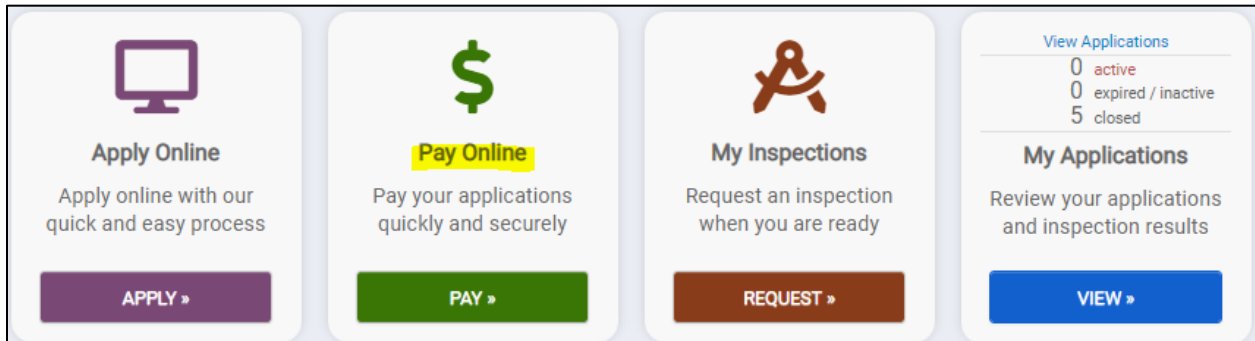 Apply Online
Apply online with our
quick and easy process
APPLY »
$
Pay Online
Pay your applications
quickly and securely
PAY »
My Inspections
Request an inspection
when you are ready
REQUEST »
View Applications
0 active
0 expired / inactive
5 closed
My Applications
Review your applications
and inspection results
VIEW »